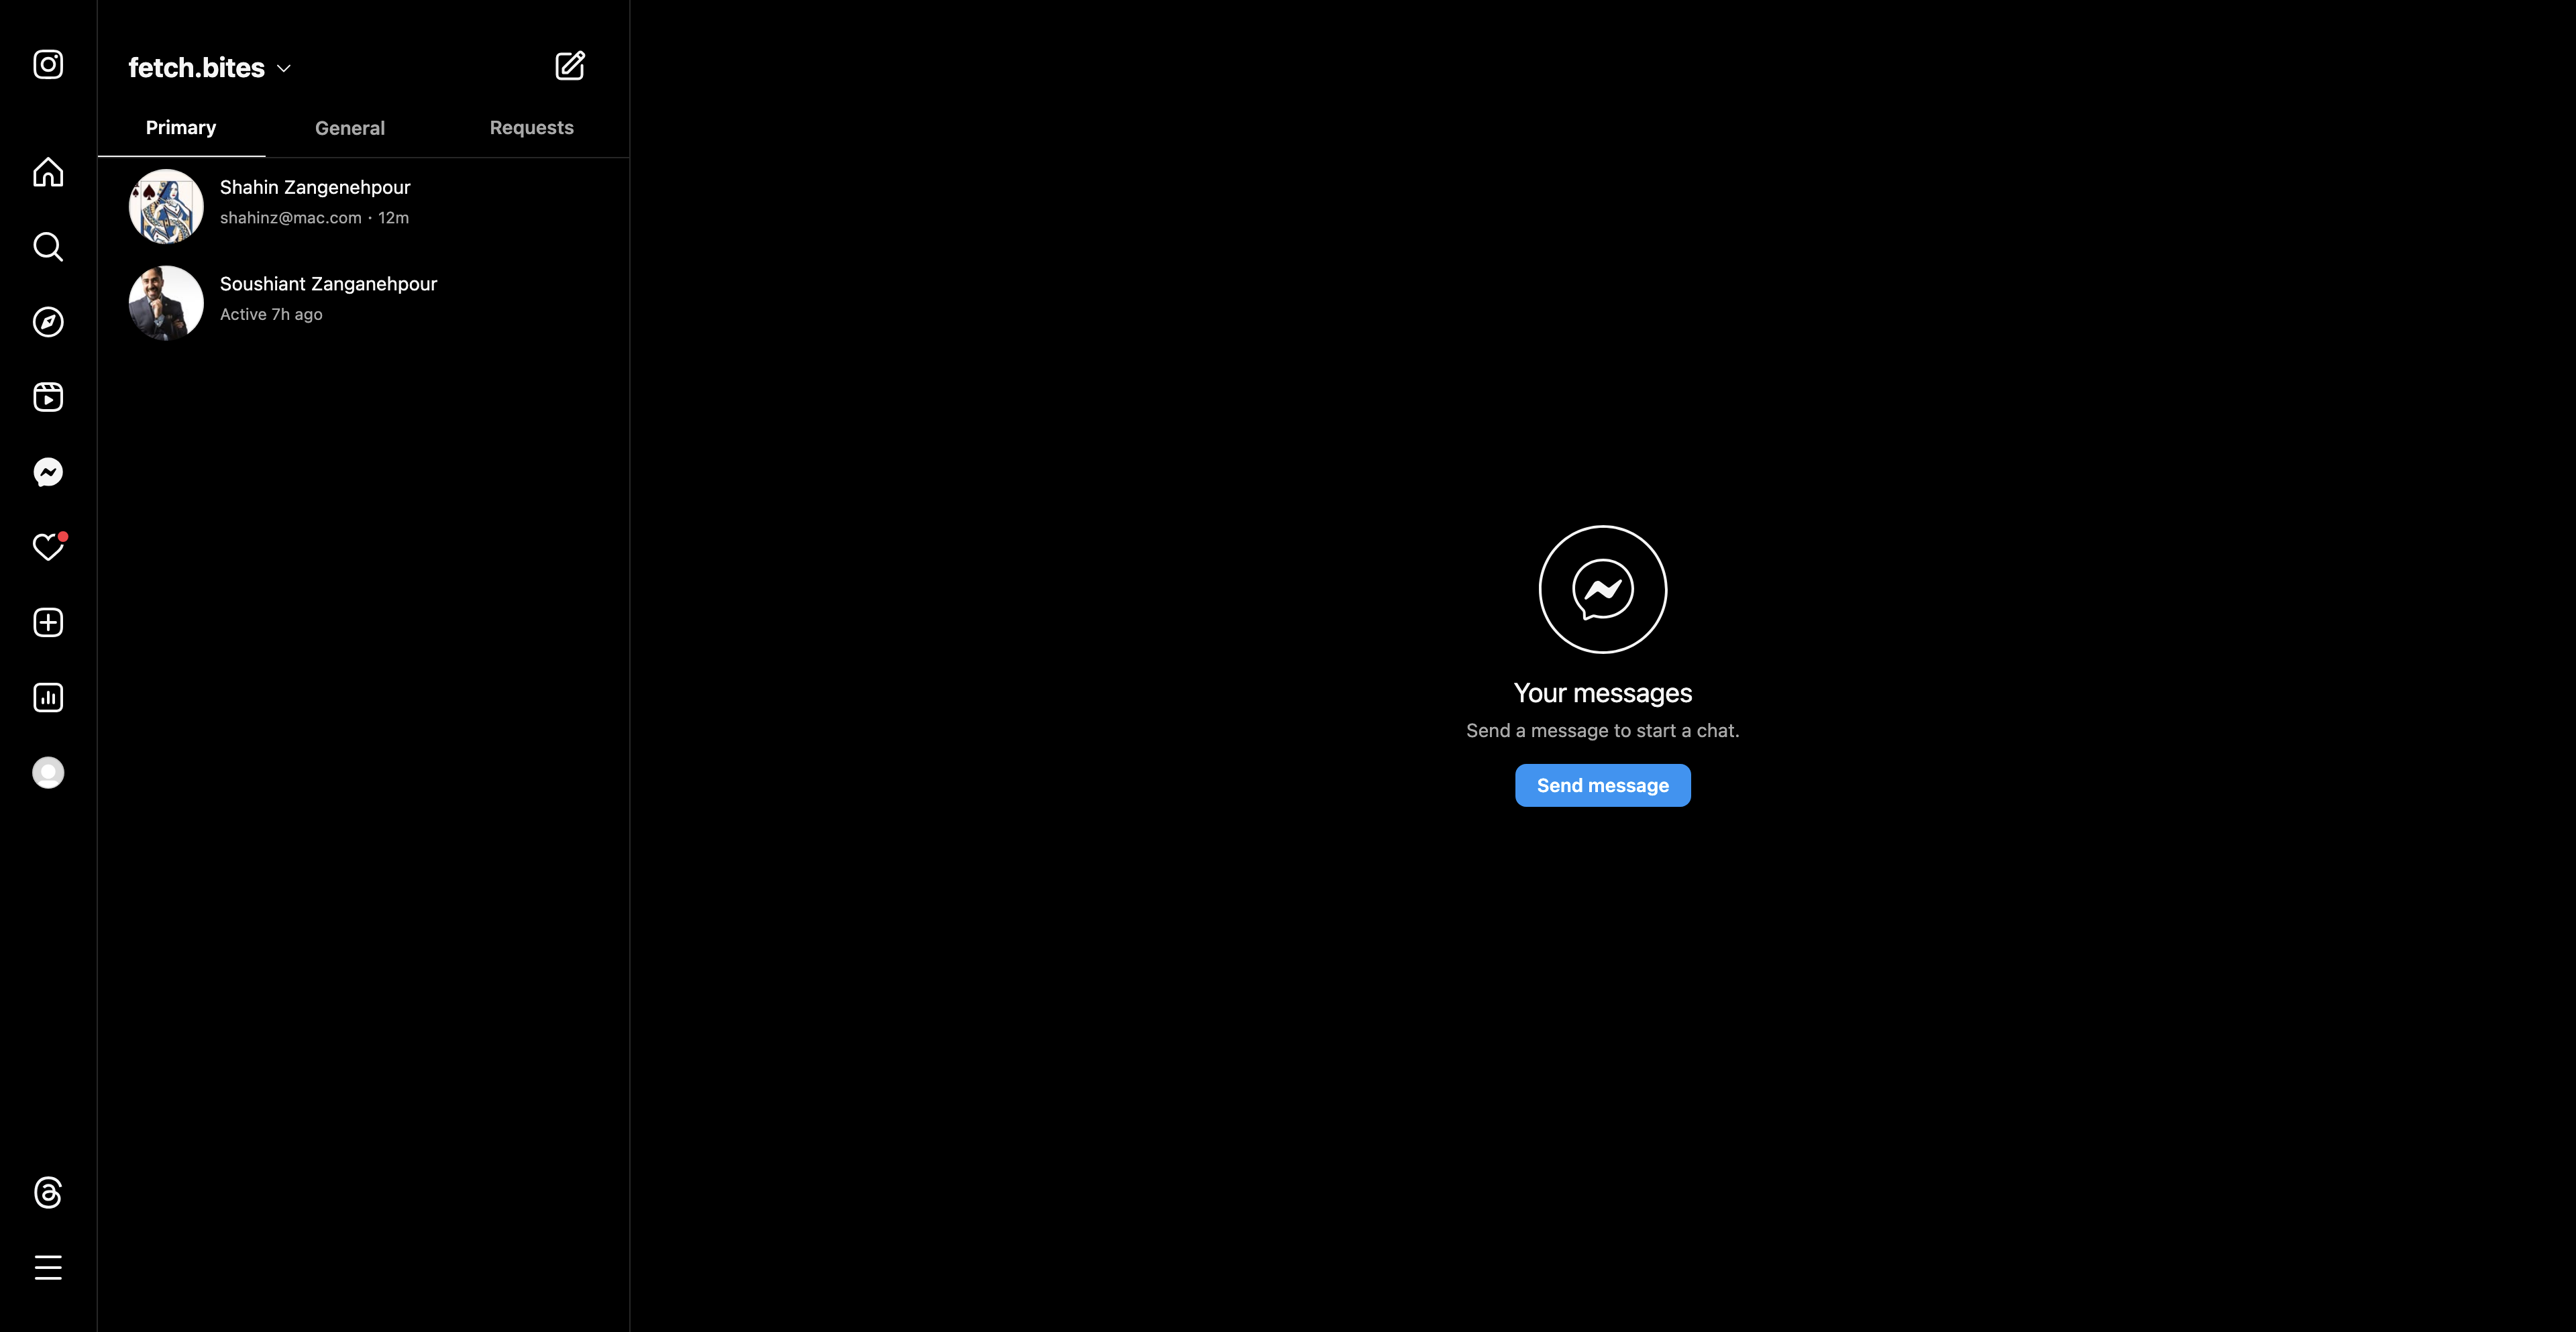 fetch.bites
Primary
General
Requests
Shahin Zangenehpour
shahinz@mac.com · 12m
Soushiant Zanganehpour
Active 7h ago
Your messages
Send a message to start a chat.
Send message